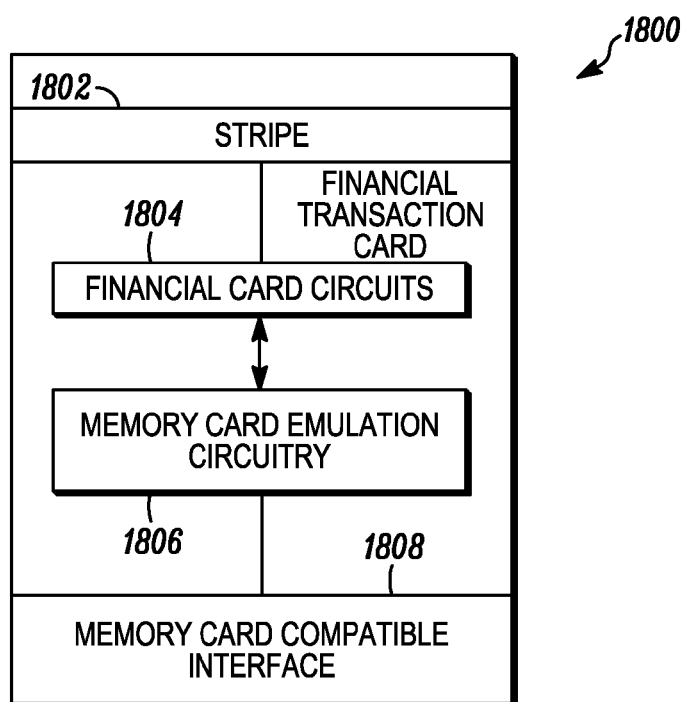 1800
1802
STRIPE
FINANCIAL
TRANSACTION
CARD
1804
FINANCIAL CARD CIRCUITS
MEMORY CARD EMULATION
CIRCUITRY
1806
1808
MEMORY CARD COMPATIBLE
INTERFACE